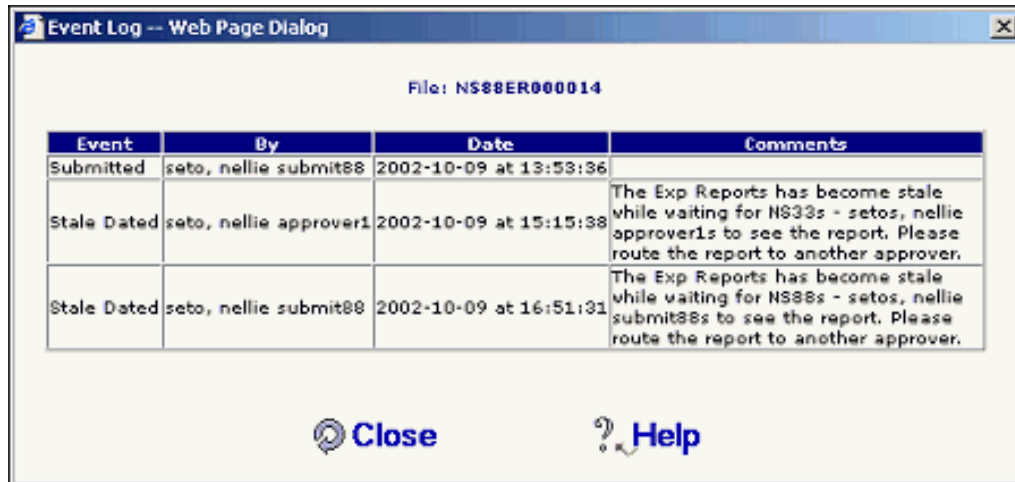 Event Log -- Web Page Dialog
File: NS88ER000014
Event By Date Comments
Submitted seto, nellie submit88 2002-10-09 at 13:53:36
Stale Dated seto, nellie approver1 2002-10-09 at 15:15:38
The Exp Reports has become stale
while waiting for NS33s - setos, nellie
approver1s to see the report. Please
route the report to another approver.
Stale Dated seto, nellie submit88 2002-10-09 at 16:51:31
The Exp Reports has become stale
while waiting for NS88s - setos, nellie
submit88s to see the report. Please
route the report to another approver.
Close
Help